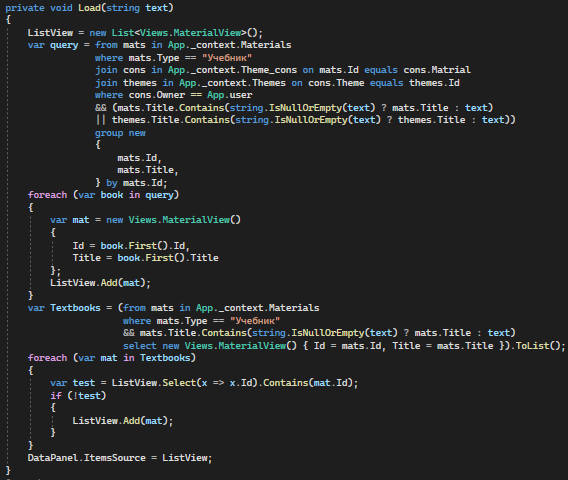 private void Load(string text)
{
ListView = new List<Views.MaterialView>();
var query = from mats in App._context.Materials
where mats.Type == "Учебник"
join cons in App._context.Theme_cons on mats.Id equals cons.Matrial
join themes in App._context.Themes on cons.Theme equals themes.Id
where cons.Owner == App.user
&& (mats.Title.Contains(string.IsNullOrEmpty(text) ? mats.Title : text)
|| themes.Title.Contains(string.IsNullOrEmpty(text) ? themes.Title : text))
group new
{
mats.Id,
mats.Title,
} by mats.Id;
foreach (var book in query)
{
var mat = new Views.MaterialView()
{
Id = book.First().Id,
Title = book.First().Title
};
ListView.Add(mat);
}
var Textbooks = (from mats in App._context.Materials
where mats.Type == "Учебник"
&& mats.Title.Contains(string.IsNullOrEmpty(text) ? mats.Title : text)
select new Views.MaterialView() { Id = mats.Id, Title = mats.Title }).ToList();
foreach (var mat in Textbooks)
{
var test = ListView.Select(x => x.Id).Contains(mat.Id);
if (!test)
{
ListView.Add(mat);
}
}
DataPanel.ItemsSource = ListView;
}